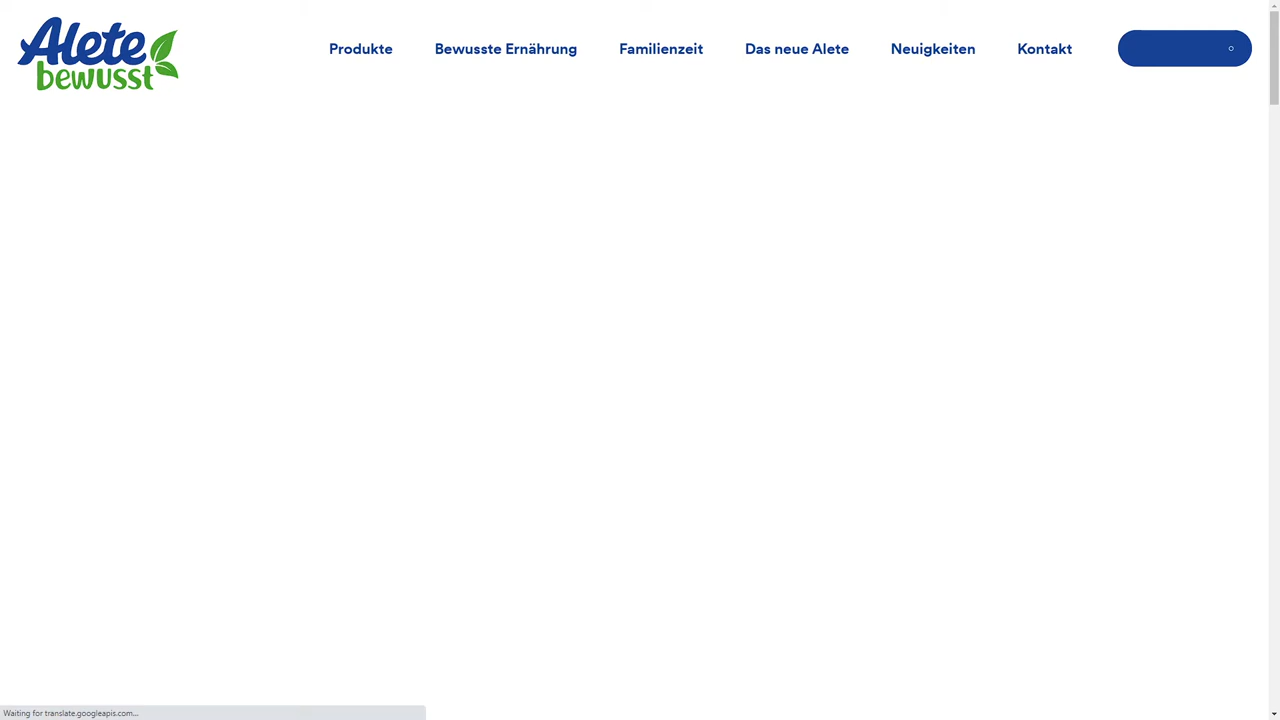 Alete
bewusst
Produkte
Bewusste Ernährung
Familienzeit
Das neue Alete
Neuigkeiten
Kontakt
Waiting for translate.googleapis.com...